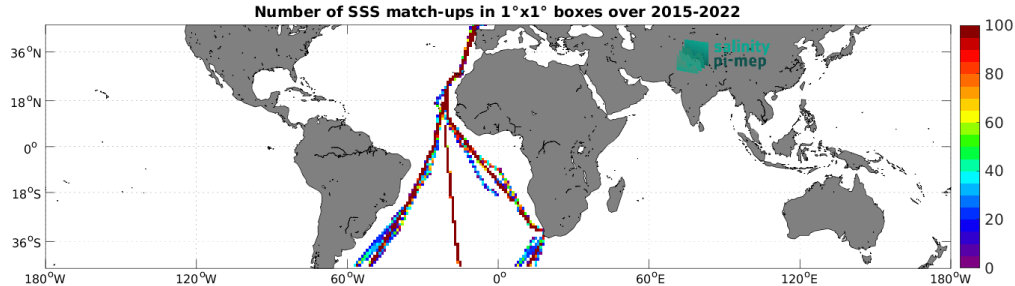 Number of SSS match-ups in 1°x1° boxes over 2015-2022
salinity
pi-mep
36°N
18°N
0°
18°S
36°S
180°W 120°W 60°W 0° 60°E 120°E 180°W
100
80
60
40
20
0